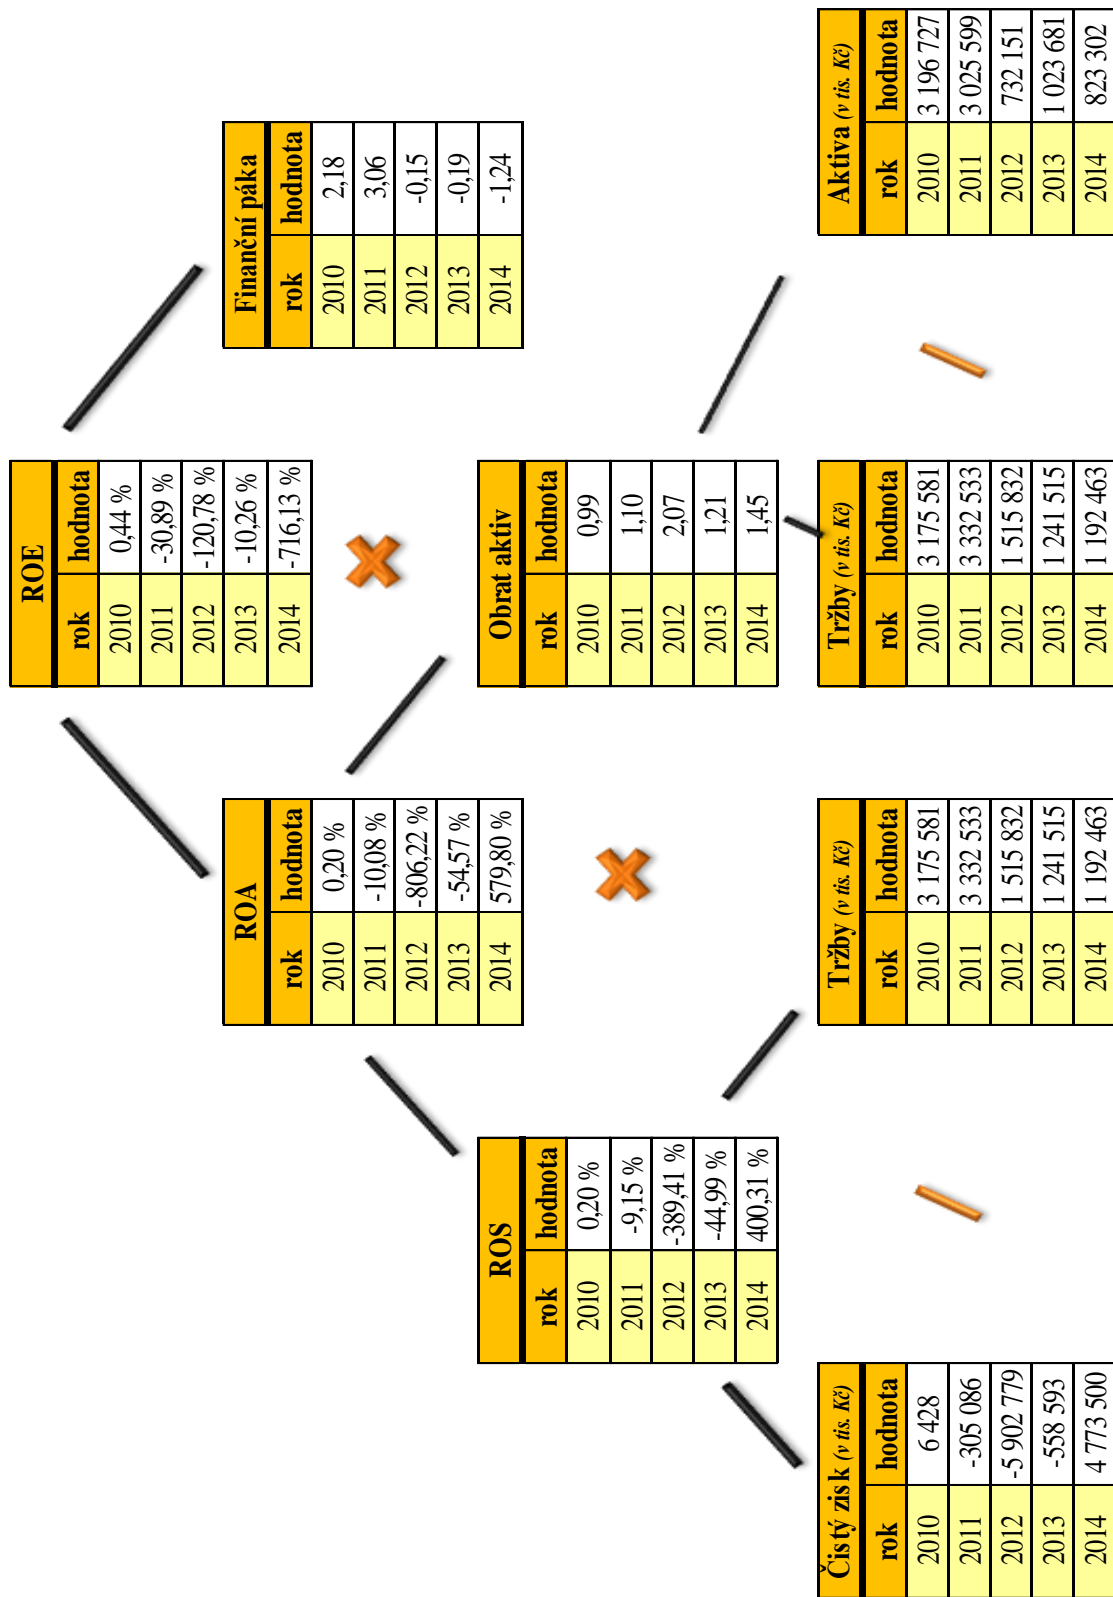 ROE
rok hodnota
2010 0,44 %
2011 -30,89 %
2012 -120,78 %
2013 -10,26 %
2014 -716,13 %
ROA
rok hodnota
2010 0,20 %
2011 -10,08 %
2012 -806,22 %
2013 -54,57 %
2014 579,80 %
Finanční páka
rok hodnota
2010 2,18
2011 3,06
2012 -0,15
2013 -0,19
2014 -1,24
ROS
rok hodnota
2010 0,20 %
2011 -9,15 %
2012 -389,41 %
2013 -44,99 %
2014 400,31 %
Obrat aktiv
rok hodnota
2010 0,99
2011 1,10
2012 2,07
2013 1,21
2014 1,45
Čistý zisk (v tis. Kč)
rok hodnota
2010 6 428
2011 -305 086
2012 -5 902 779
2013 -558 593
2014 4 773 500
Tržby (v tis. Kč)
rok hodnota
2010 3 175 581
2011 3 332 533
2012 1 515 832
2013 1 241 515
2014 1 192 463
Tržby (v tis. Kč)
rok hodnota
2010 3 175 581
2011 3 332 533
2012 1 515 832
2013 1 241 515
2014 1 192 463
Aktiva (v tis. Kč)
rok hodnota
2010 3 196 727
2011 3 025 599
2012 732 151
2013 1 023 681
2014 823 302